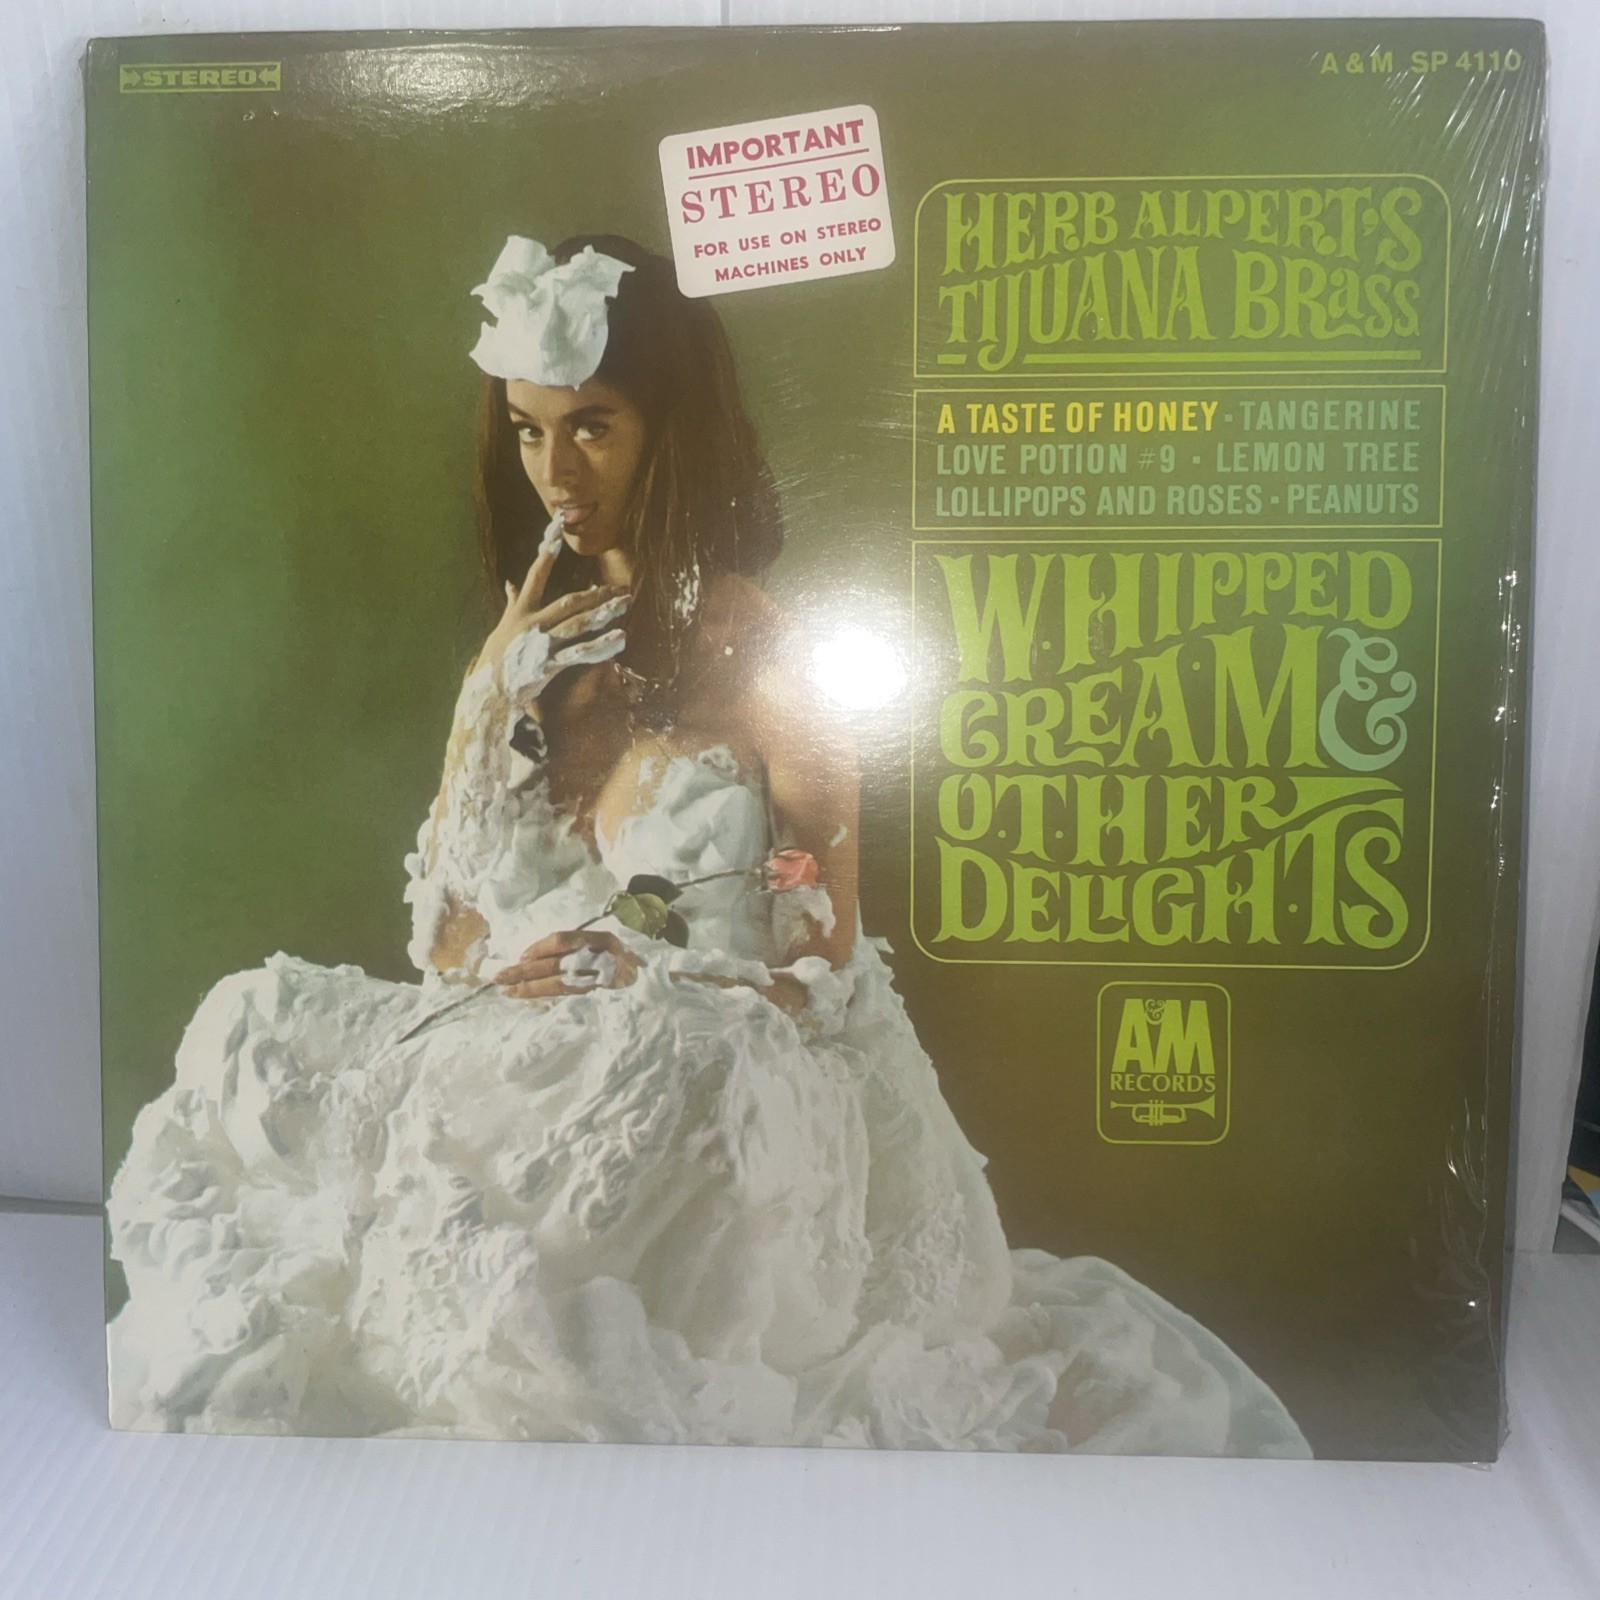 STEREO
A & M SP 4110
IMPORTANT
STEREO
FOR USE ON STEREO
MACHINES ONLY
HERB ALPERT'S
TIJUANA BRASS
A TASTE OF HONEY · TANGERINE
LOVE POTION #9 · LEMON TREE
LOLLIPOPS AND ROSES · PEANUTS
WHIPPED
CREAM &
OTHER
DELIGHTS
A&M
RECORDS